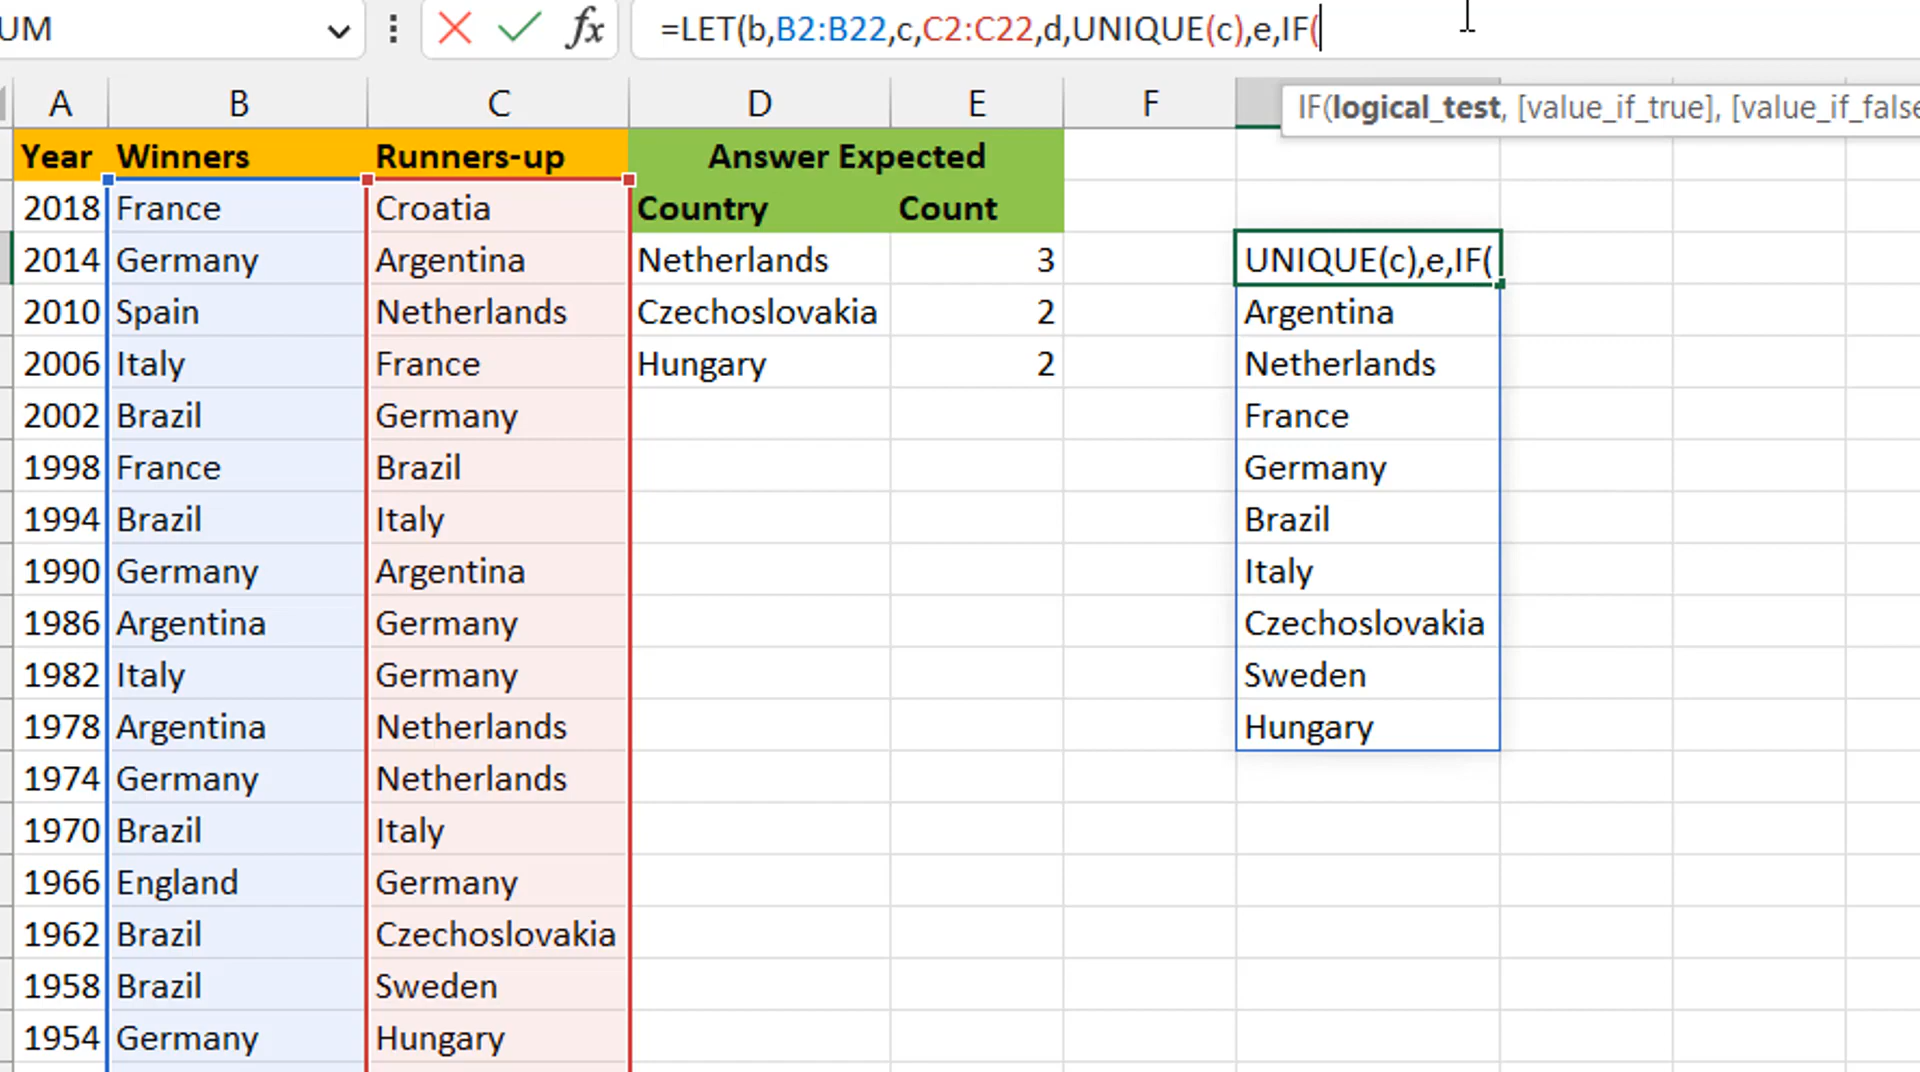 UM fx =LET(b,B2:B22,c,C2:C22,d,UNIQUE(c),e,IF(
A B C D E F IF(logical_test, [value_if_true], [value_if_false
Year Winners Runners-up Answer Expected
2018 France Croatia Country Count
2014 Germany Argentina Netherlands 3 UNIQUE(c),e,IF(
2010 Spain Netherlands Czechoslovakia 2 Argentina
2006 Italy France Hungary 2 Netherlands
2002 Brazil Germany France
1998 France Brazil Germany
1994 Brazil Italy Brazil
1990 Germany Argentina Italy
1986 Argentina Germany Czechoslovakia
1982 Italy Germany Sweden
1978 Argentina Netherlands Hungary
1974 Germany Netherlands
1970 Brazil Italy
1966 England Germany
1962 Brazil Czechoslovakia
1958 Brazil Sweden
1954 Germany Hungary